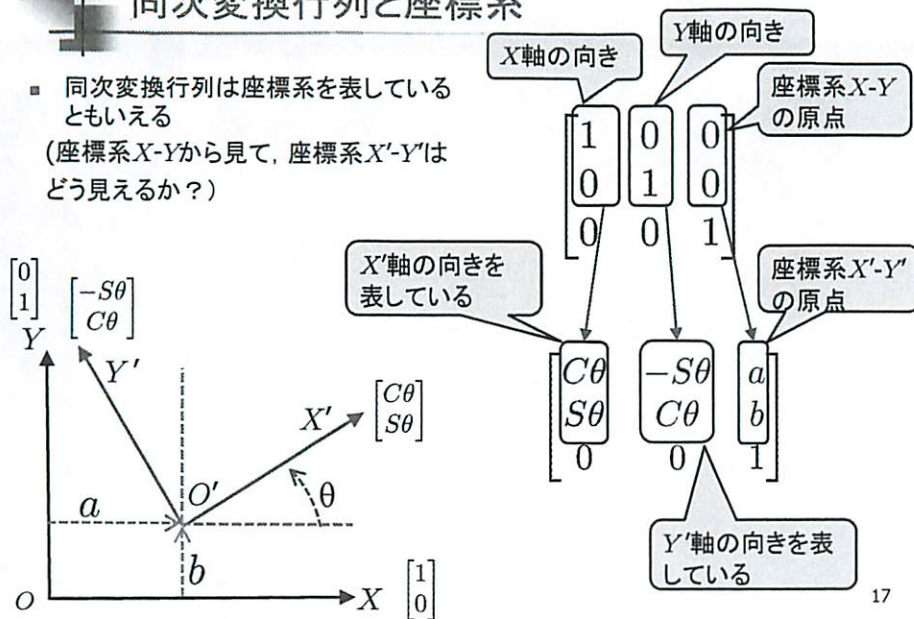 同次変換行列と座標系
▪ 同次変換行列は座標系を表している
ともいえる
(座標系X-Yから見て, 座標系X′-Y′は
どう見えるか？)
X軸の向き
Y軸の向き
座標系X-Y
の原点
1 0 0
0 1 0
0 0 1
X′軸の向きを
表している
座標系X′-Y′
の原点
Cθ -Sθ a
Sθ Cθ b
0 0 1
Y′軸の向きを表
している
[0
1]
[-Sθ
Cθ]
Y
Y′
X′
[Cθ
Sθ]
a
O′
θ
b
O
X
[1
0]
17